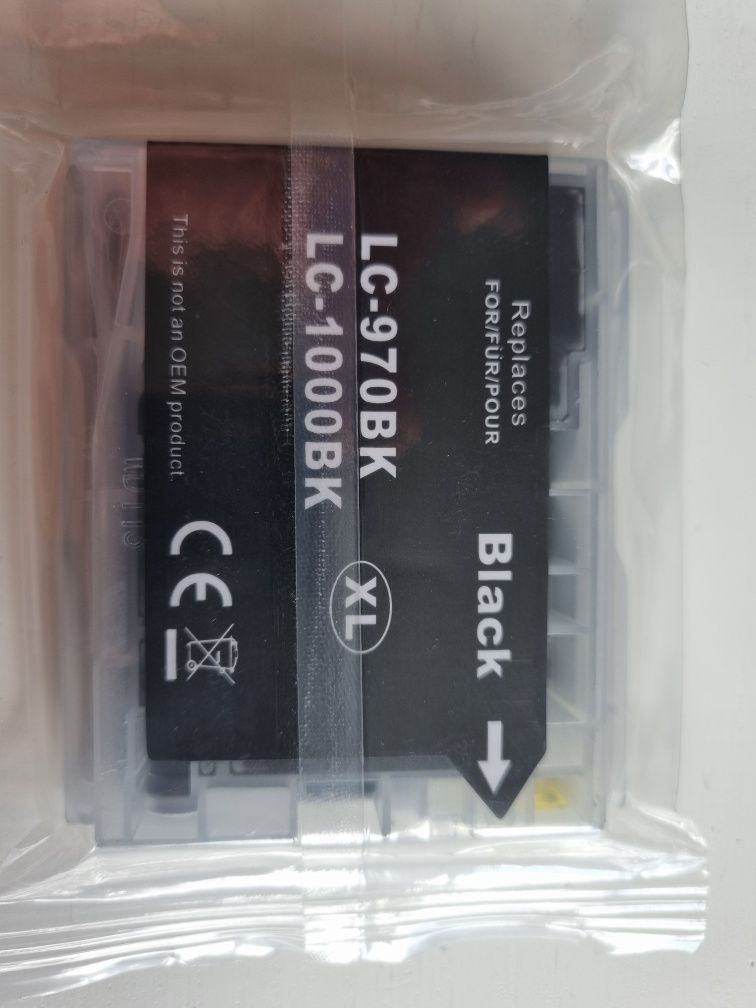 Replaces
FOR/FÜR/POUR
Black
LC-970BK
LC-1000BK
XL
This is not an OEM product.
CE